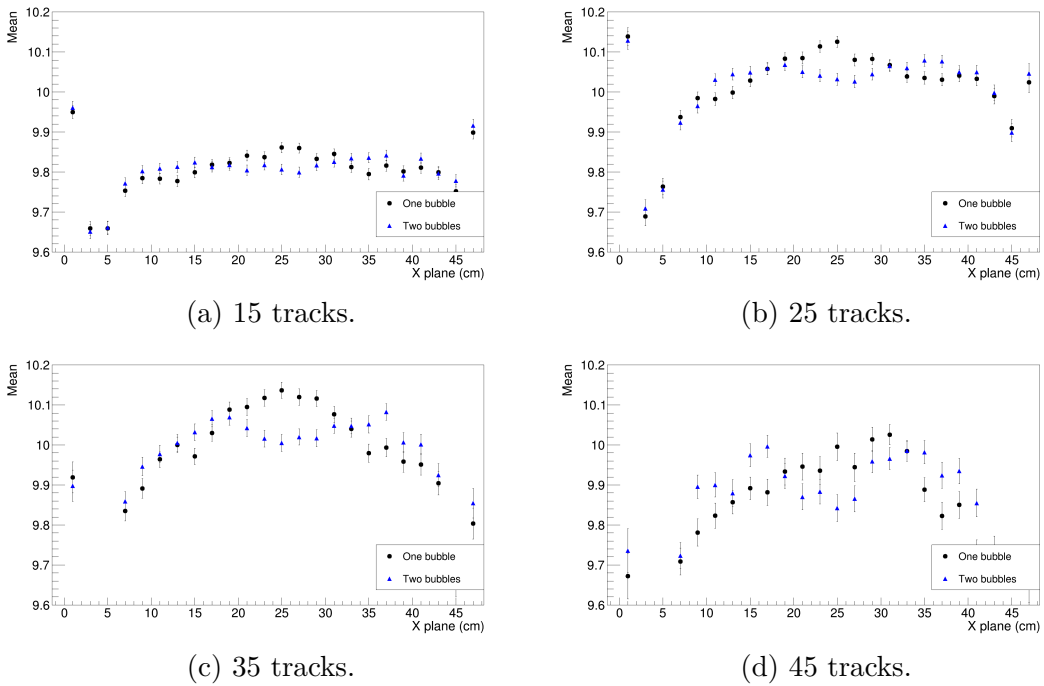 Mean
10.2
10.1
10
9.9
9.8
9.7
9.6
0 5 10 15 20 25 30 35 40 45
X plane (cm)
One bubble
Two bubbles
(a) 15 tracks.
Mean
10.2
10.1
10
9.9
9.8
9.7
9.6
0 5 10 15 20 25 30 35 40 45
X plane (cm)
One bubble
Two bubbles
(b) 25 tracks.
Mean
10.2
10.1
10
9.9
9.8
9.7
9.6
0 5 10 15 20 25 30 35 40 45
X plane (cm)
One bubble
Two bubbles
(c) 35 tracks.
Mean
10.2
10.1
10
9.9
9.8
9.7
9.6
0 5 10 15 20 25 30 35 40 45
X plane (cm)
One bubble
Two bubbles
(d) 45 tracks.